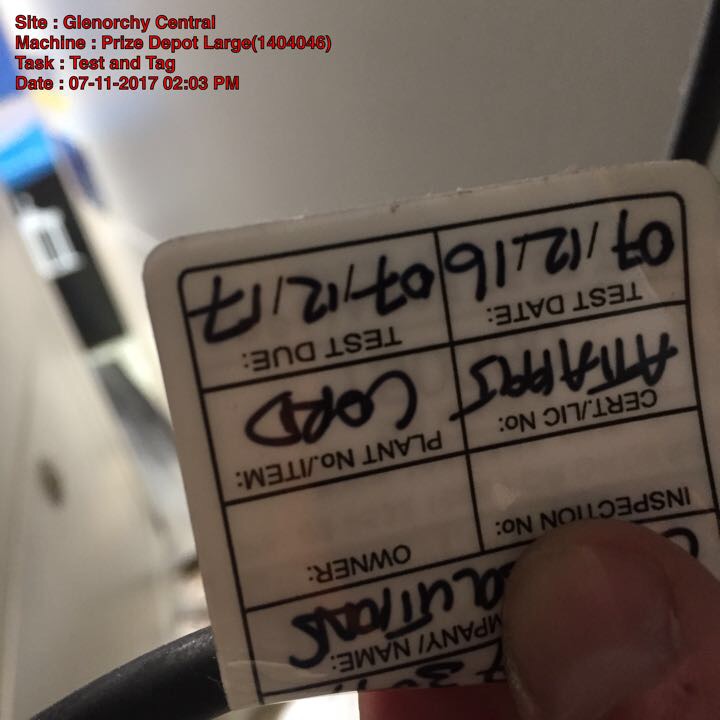 Site : Glenorchy Central
Machine : Prize Depot Large(1404046)
Task : Test and Tag
Date : 07-11-2017 02:03 PM
MPANY/ NAME:
OLUTIONS
INSPECTION No: OWNER:
CERT./LIC No: PLANT No./ITEM:
CORD
TEST DATE: TEST DUE:
07/12/16 07/12/17